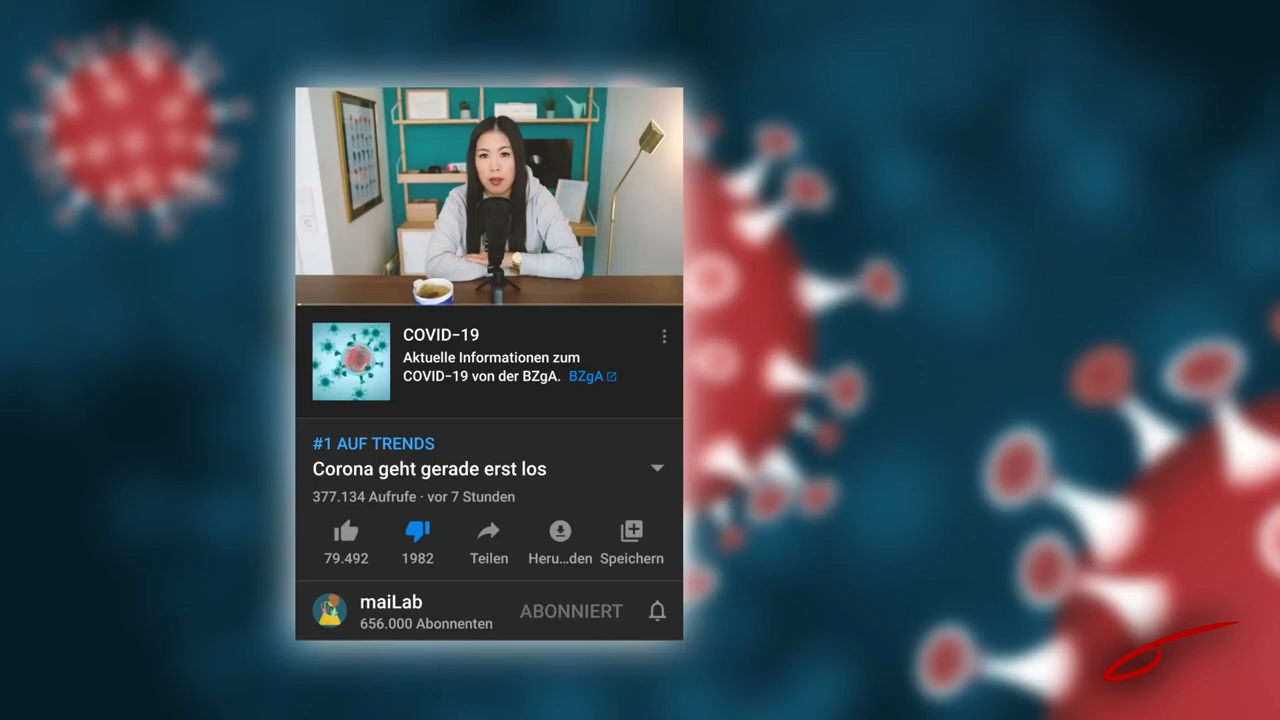 COVID-19
Aktuelle Informationen zum
COVID-19 von der BZgA. BZgA
#1 AUF TRENDS
Corona geht gerade erst los
377.134 Aufrufe · vor 7 Stunden
79.492 1982 Teilen Heru...den Speichern
maiLab ABONNIERT
656.000 Abonnenten